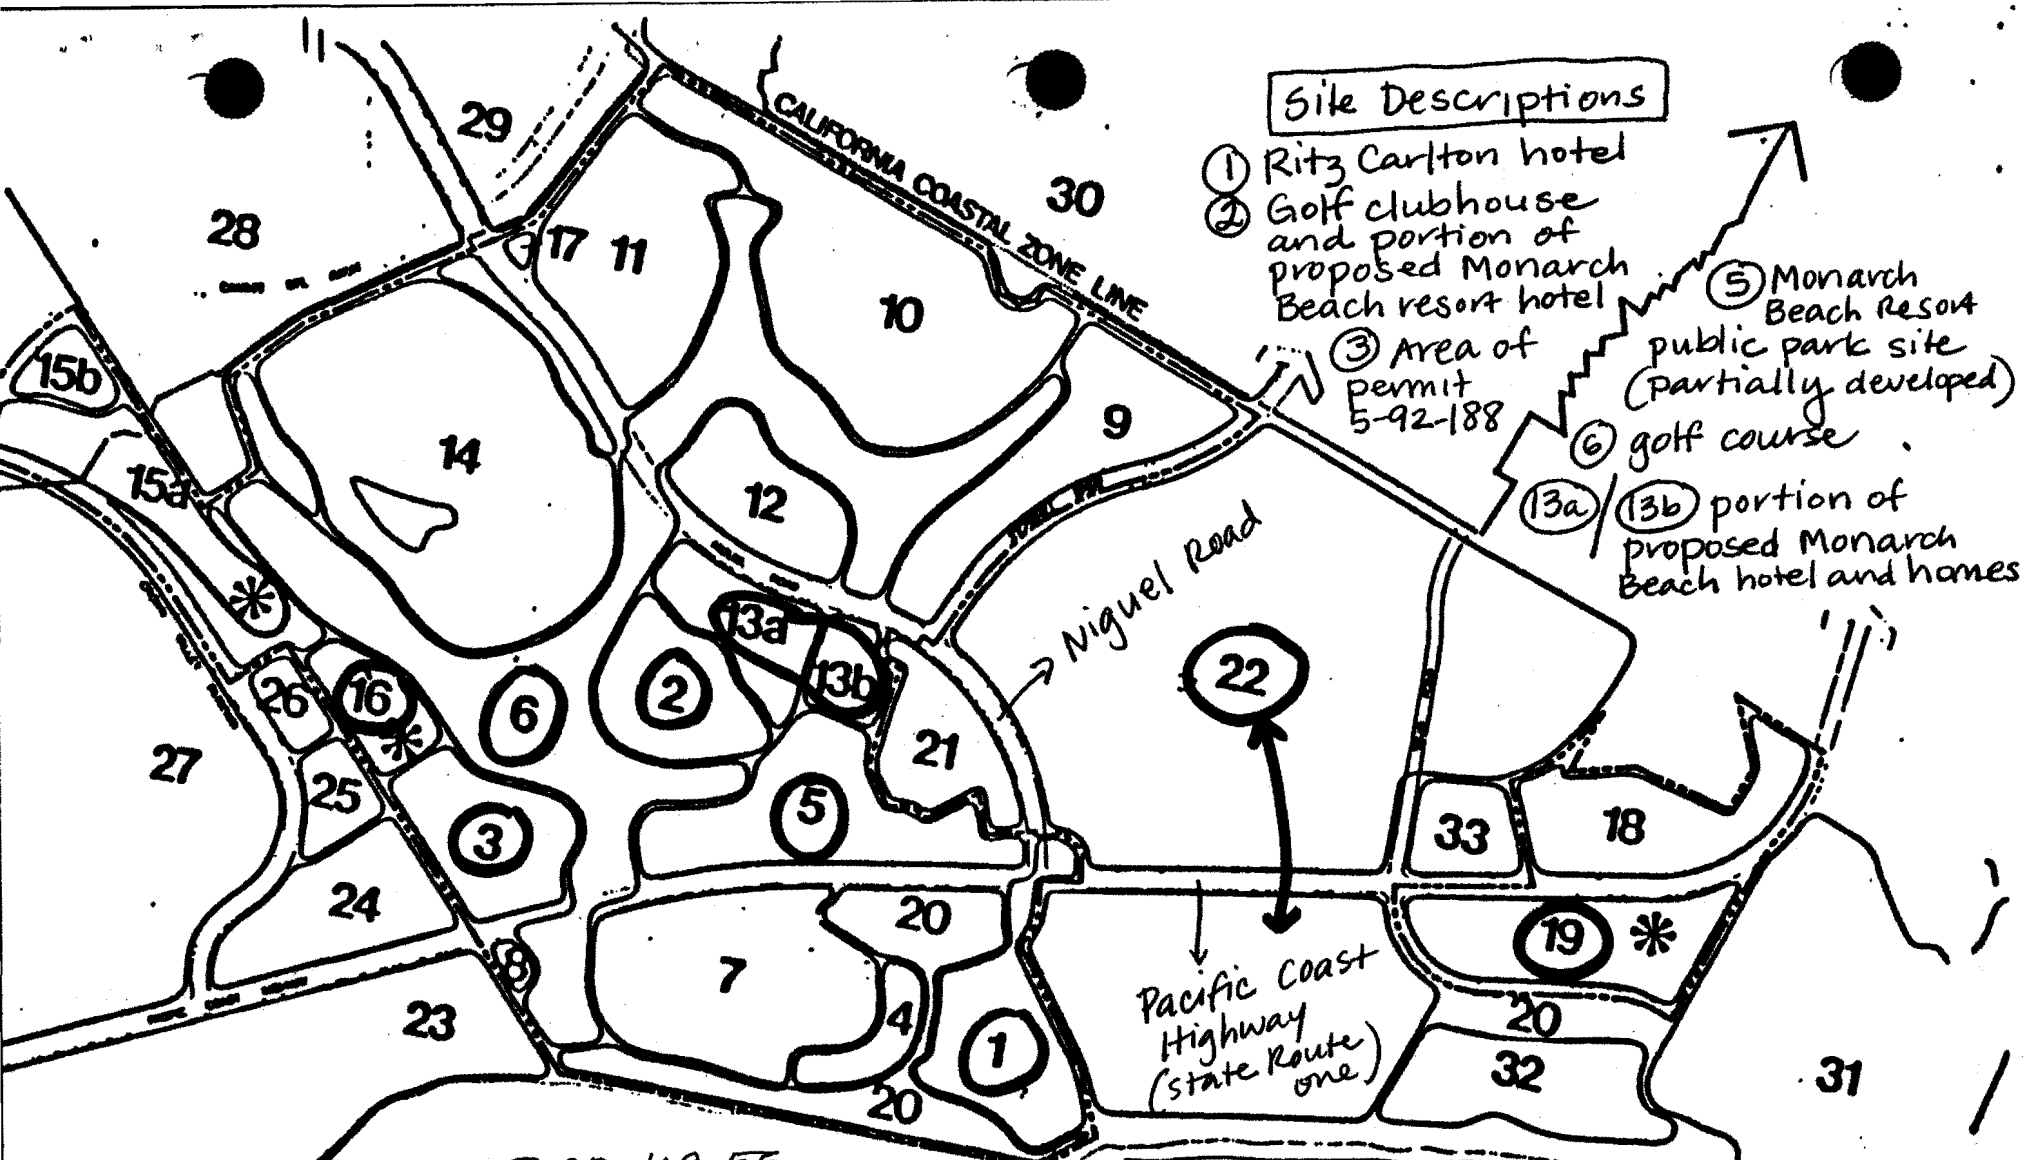 Site Descriptions
① Ritz Carlton hotel
② Golf clubhouse
and portion of
proposed Monarch
Beach resort hotel
③ Area of
permit
5-92-188
⑤ Monarch
Beach Resort
public park site
(partially developed)
⑥ golf course
13a / 13b portion of
proposed Monarch
Beach hotel and homes
CALIFORNIA COASTAL ZONE LINE
29
30
28
17
11
10
15b
9
14
15a
12
Niguel Road
13a
13b
22
26
16
6
2
21
27
25
5
3
33
18
24
20
19
8
7
Pacific Coast
Highway
(state Route
one)
23
4
1
20
32
31
20